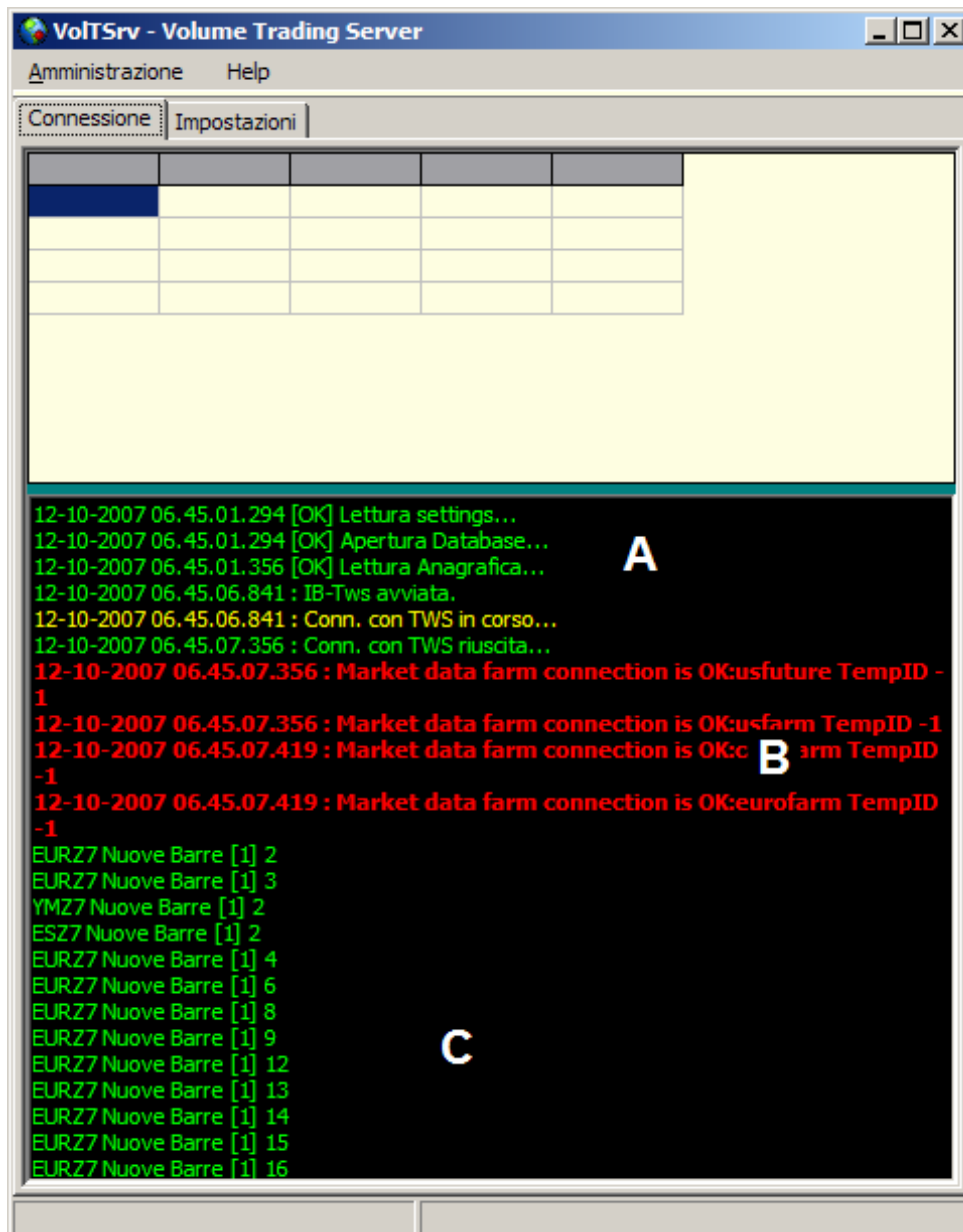 VolTSrv - Volume Trading Server
Amministrazione Help
Connessione Impostazioni
12-10-2007 06.45.01.294 [OK] Lettura settings...
12-10-2007 06.45.01.294 [OK] Apertura Database...
A
12-10-2007 06.45.01.356 [OK] Lettura Anagrafica...
12-10-2007 06.45.06.841 : IB-Tws avviata.
12-10-2007 06.45.06.841 : Conn. con TWS in corso...
12-10-2007 06.45.07.356 : Conn. con TWS riuscita...
12-10-2007 06.45.07.356 : Market data farm connection is OK:usfuture TempID -
1
12-10-2007 06.45.07.356 : Market data farm connection is OK:usfarm TempID -1
12-10-2007 06.45.07.419 : Market data farm connection is TempID
B
-1
12-10-2007 06.45.07.419 : Market data farm connection is OK:eurofarm TempID
-1
EURZ7 Nuove Barre [1] 2
EURZ7 Nuove Barre [1] 3
YMZ7 Nuove Barre [1] 2
ESZ7 Nuove Barre [1] 2
EURZ7 Nuove Barre [1] 4
EURZ7 Nuove Barre [1] 6
EURZ7 Nuove Barre [1] 8
EURZ7 Nuove Barre [1] 9
C
EURZ7 Nuove Barre [1] 12
EURZ7 Nuove Barre [1] 13
EURZ7 Nuove Barre [1] 14
EURZ7 Nuove Barre [1] 15
EURZ7 Nuove Barre [1] 16